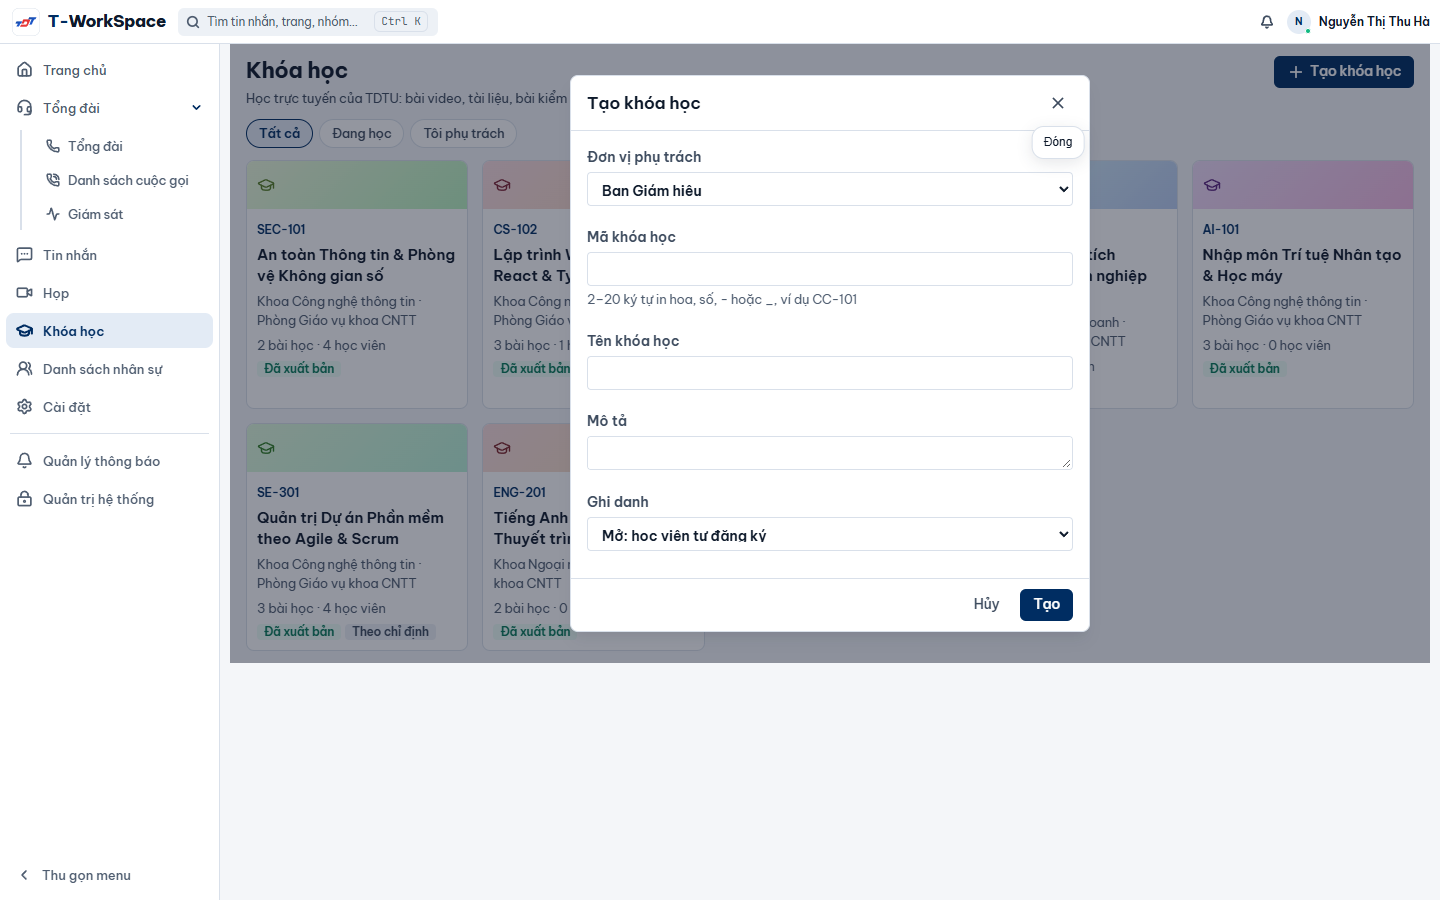 TDT T-WorkSpace
Tìm tin nhắn, trang, nhóm... Ctrl K
N Nguyễn Thị Thu Hà
Trang chủ
Tổng đài
Tổng đài
Danh sách cuộc gọi
Giám sát
Tin nhắn
Họp
Khóa học
Danh sách nhân sự
Cài đặt
Quản lý thông báo
Quản trị hệ thống
Thu gọn menu
Khóa học
Học trực tuyến của TDTU: bài video, tài liệu, bài kiểm
Tạo khóa học
Tất cả
Đang học
Tôi phụ trách
SEC-101
An toàn Thông tin & Phòng
vệ Không gian số
Khoa Công nghệ thông tin ·
Phòng Giáo vụ khoa CNTT
2 bài học · 4 học viên
Đã xuất bản
CS-102
Lập trình
React &
Khoa Công
Phòng Giáo
3 bài học ·
Đã xuất bản
nghiệp
CNTT
AI-101
Nhập môn Trí tuệ Nhân tạo
& Học máy
Khoa Công nghệ thông tin ·
Phòng Giáo vụ khoa CNTT
3 bài học · 0 học viên
Đã xuất bản
SE-301
Quản trị Dự án Phần mềm
theo Agile & Scrum
Khoa Công nghệ thông tin ·
Phòng Giáo vụ khoa CNTT
3 bài học · 4 học viên
Đã xuất bản Theo chỉ định
ENG-201
Tiếng Anh
Thuyết
Khoa Ngoại
khoa CNTT
2 bài học · 0
Đã xuất bản
Tạo khóa học
Đóng
Đơn vị phụ trách
Ban Giám hiệu
Mã khóa học
2–20 ký tự in hoa, số, - hoặc _, ví dụ CC-101
Tên khóa học
Mô tả
Ghi danh
Mở: học viên tự đăng ký
Hủy
Tạo